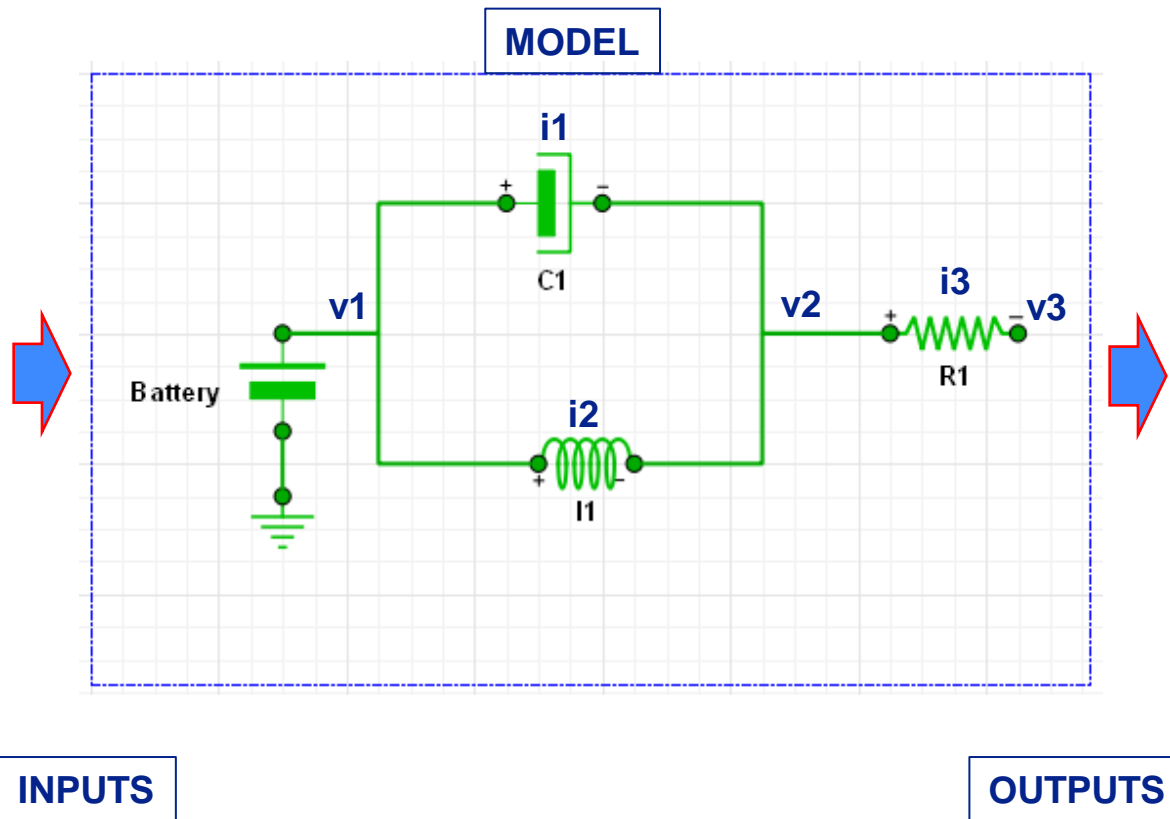 MODEL
i1
+ −
C1
v1
v2
i3
+ − v3
R1
Battery
i2
+ −
I1
INPUTS
OUTPUTS